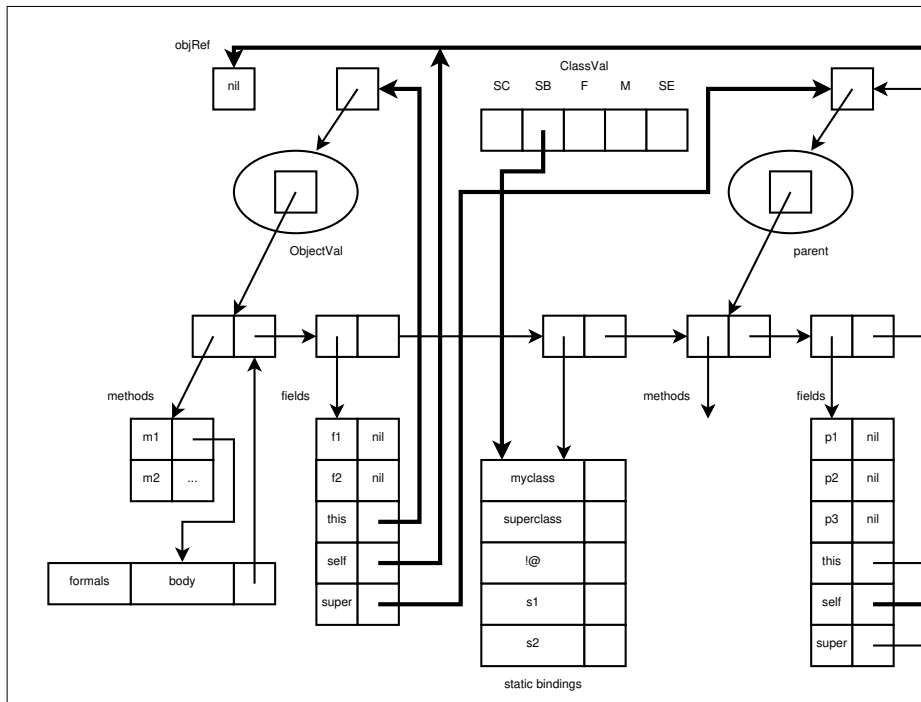 objRef
ClassVal
SC SB F M SE
nil
ObjectVal
parent
methods
fields
methods
fields
m1
m2 ...
f1 nil
f2 nil
this
self
super
myclass
superclass
!@
s1
s2
static bindings
p1 nil
p2 nil
p3 nil
this
self
super
formals body